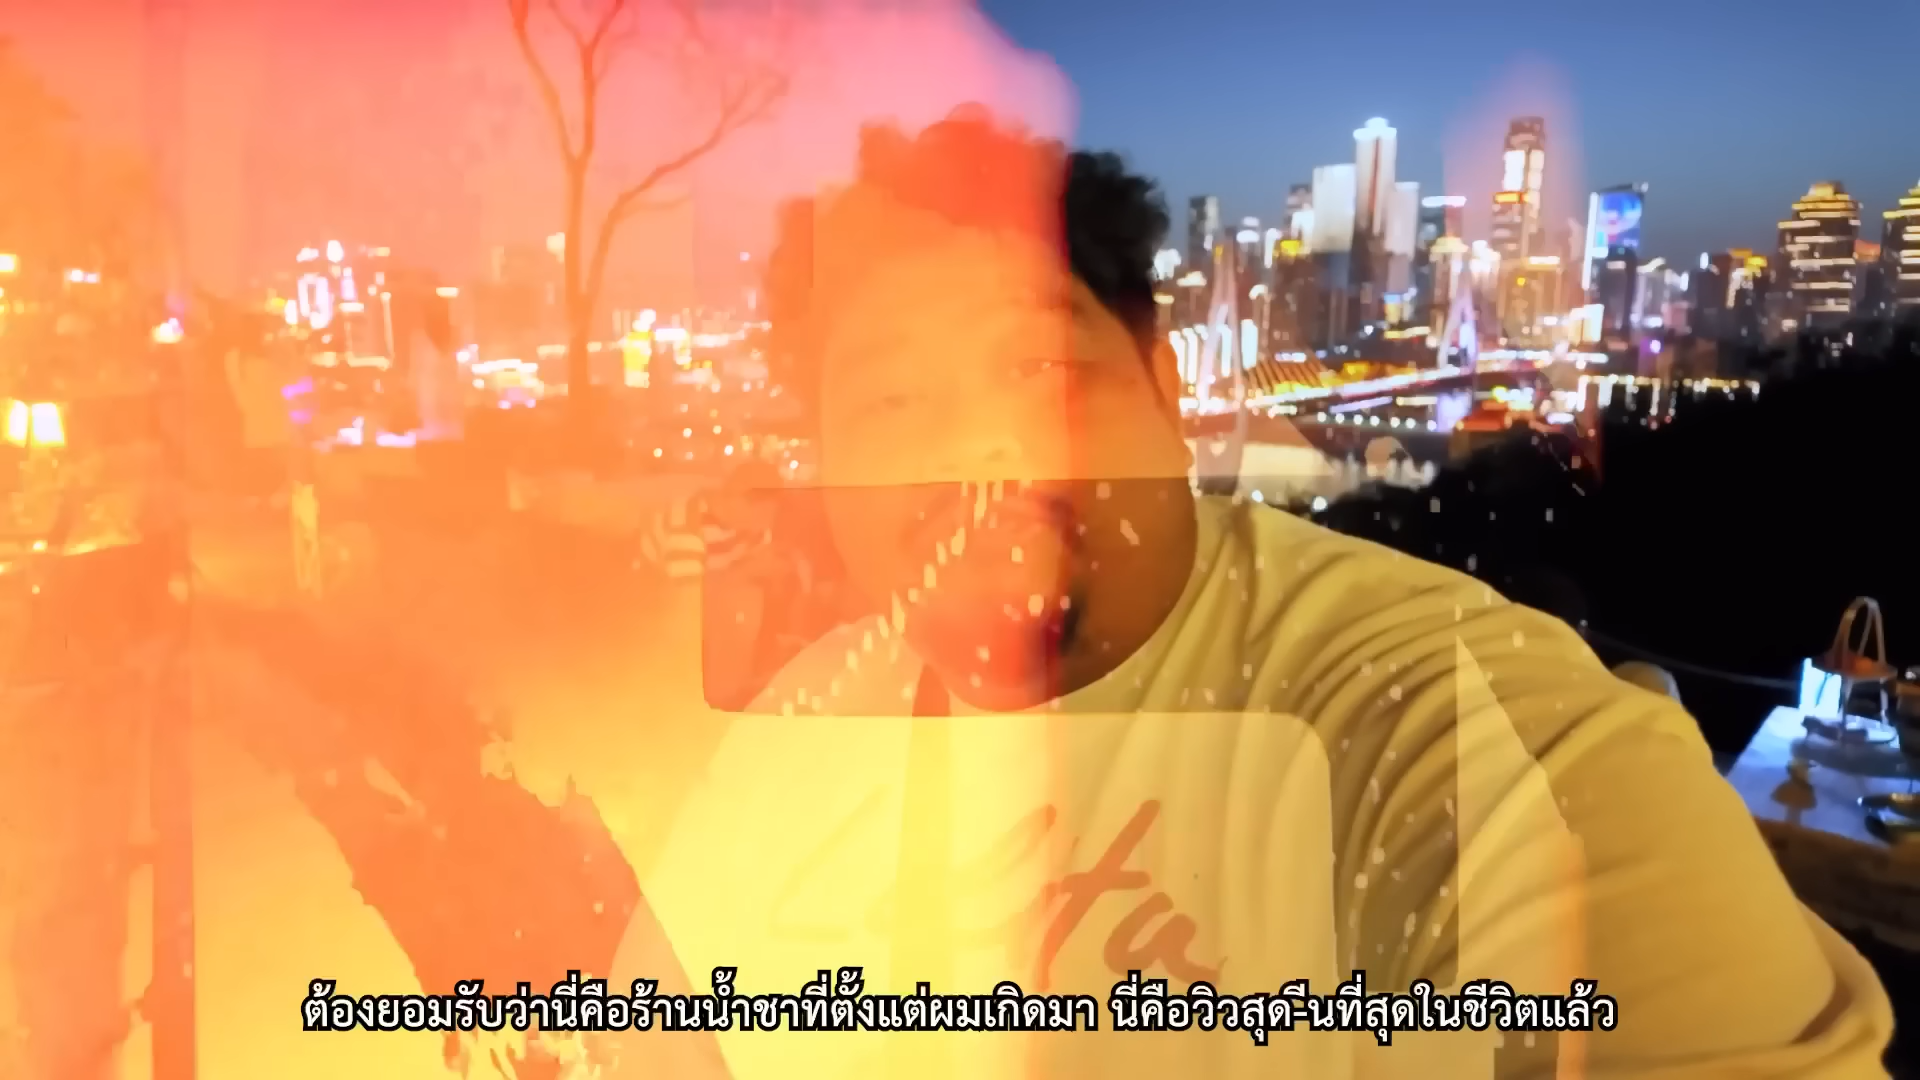 Letta
ต้องยอมรับว่านี่คือร้านน้ำชาที่ตั้งแต่ผมเกิดมา นี่คือวิวสุด-ีนที่สุดในชีวิตแล้ว